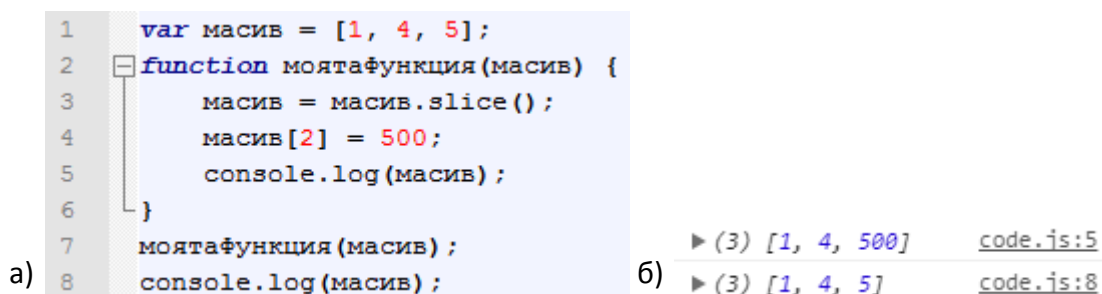 1 var масив = [1, 4, 5];
2 function моятаФункция(масив) {
3 масив = масив.slice();
4 масив[2] = 500;
5 console.log(масив);
6 }
7 моятаФункция(масив);
а) 8 console.log(масив);
(3) [1, 4, 500] code.js:5
б) (3) [1, 4, 5] code.js:8